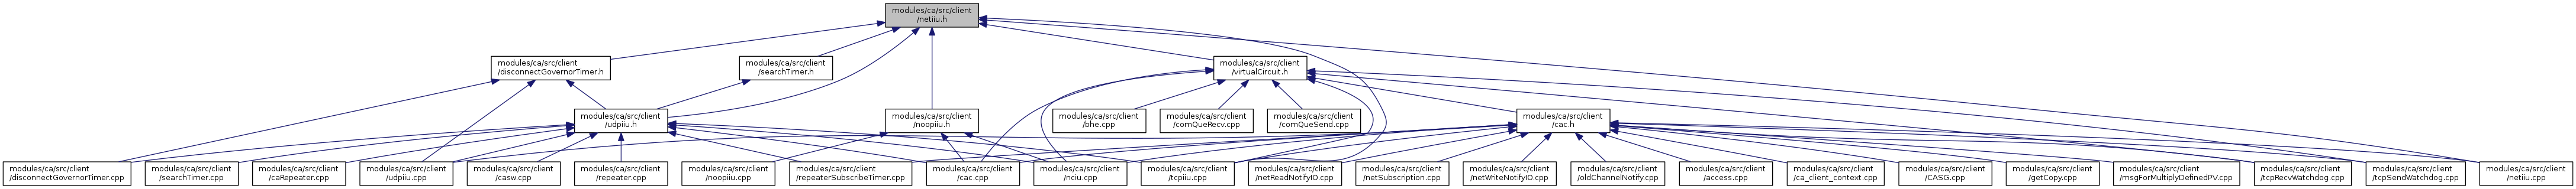 modules/ca/src/client
/netiiu.h
modules/ca/src/client
/disconnectGovernorTimer.h
modules/ca/src/client
/searchTimer.h
modules/ca/src/client
/virtualCircuit.h
modules/ca/src/client
/udpiiu.h
modules/ca/src/client
/noopiiu.h
modules/ca/src/client
/bhe.cpp
modules/ca/src/client
/comQueRecv.cpp
modules/ca/src/client
/comQueSend.cpp
modules/ca/src/client
/cac.h
modules/ca/src/client
/disconnectGovernorTimer.cpp
modules/ca/src/client
/searchTimer.cpp
modules/ca/src/client
/caRepeater.cpp
modules/ca/src/client
/udpiiu.cpp
modules/ca/src/client
/casw.cpp
modules/ca/src/client
/repeater.cpp
modules/ca/src/client
/noopiiu.cpp
modules/ca/src/client
/repeaterSubscribeTimer.cpp
modules/ca/src/client
/cac.cpp
modules/ca/src/client
/nciu.cpp
modules/ca/src/client
/tcpiiu.cpp
modules/ca/src/client
/netReadNotifyIO.cpp
modules/ca/src/client
/netSubscription.cpp
modules/ca/src/client
/netWriteNotifyIO.cpp
modules/ca/src/client
/oldChannelNotify.cpp
modules/ca/src/client
/access.cpp
modules/ca/src/client
/ca_client_context.cpp
modules/ca/src/client
/CASG.cpp
modules/ca/src/client
/getCopy.cpp
modules/ca/src/client
/msgForMultiplyDefinedPV.cpp
modules/ca/src/client
/tcpRecvWatchdog.cpp
modules/ca/src/client
/tcpSendWatchdog.cpp
modules/ca/src/client
/netiiu.cpp